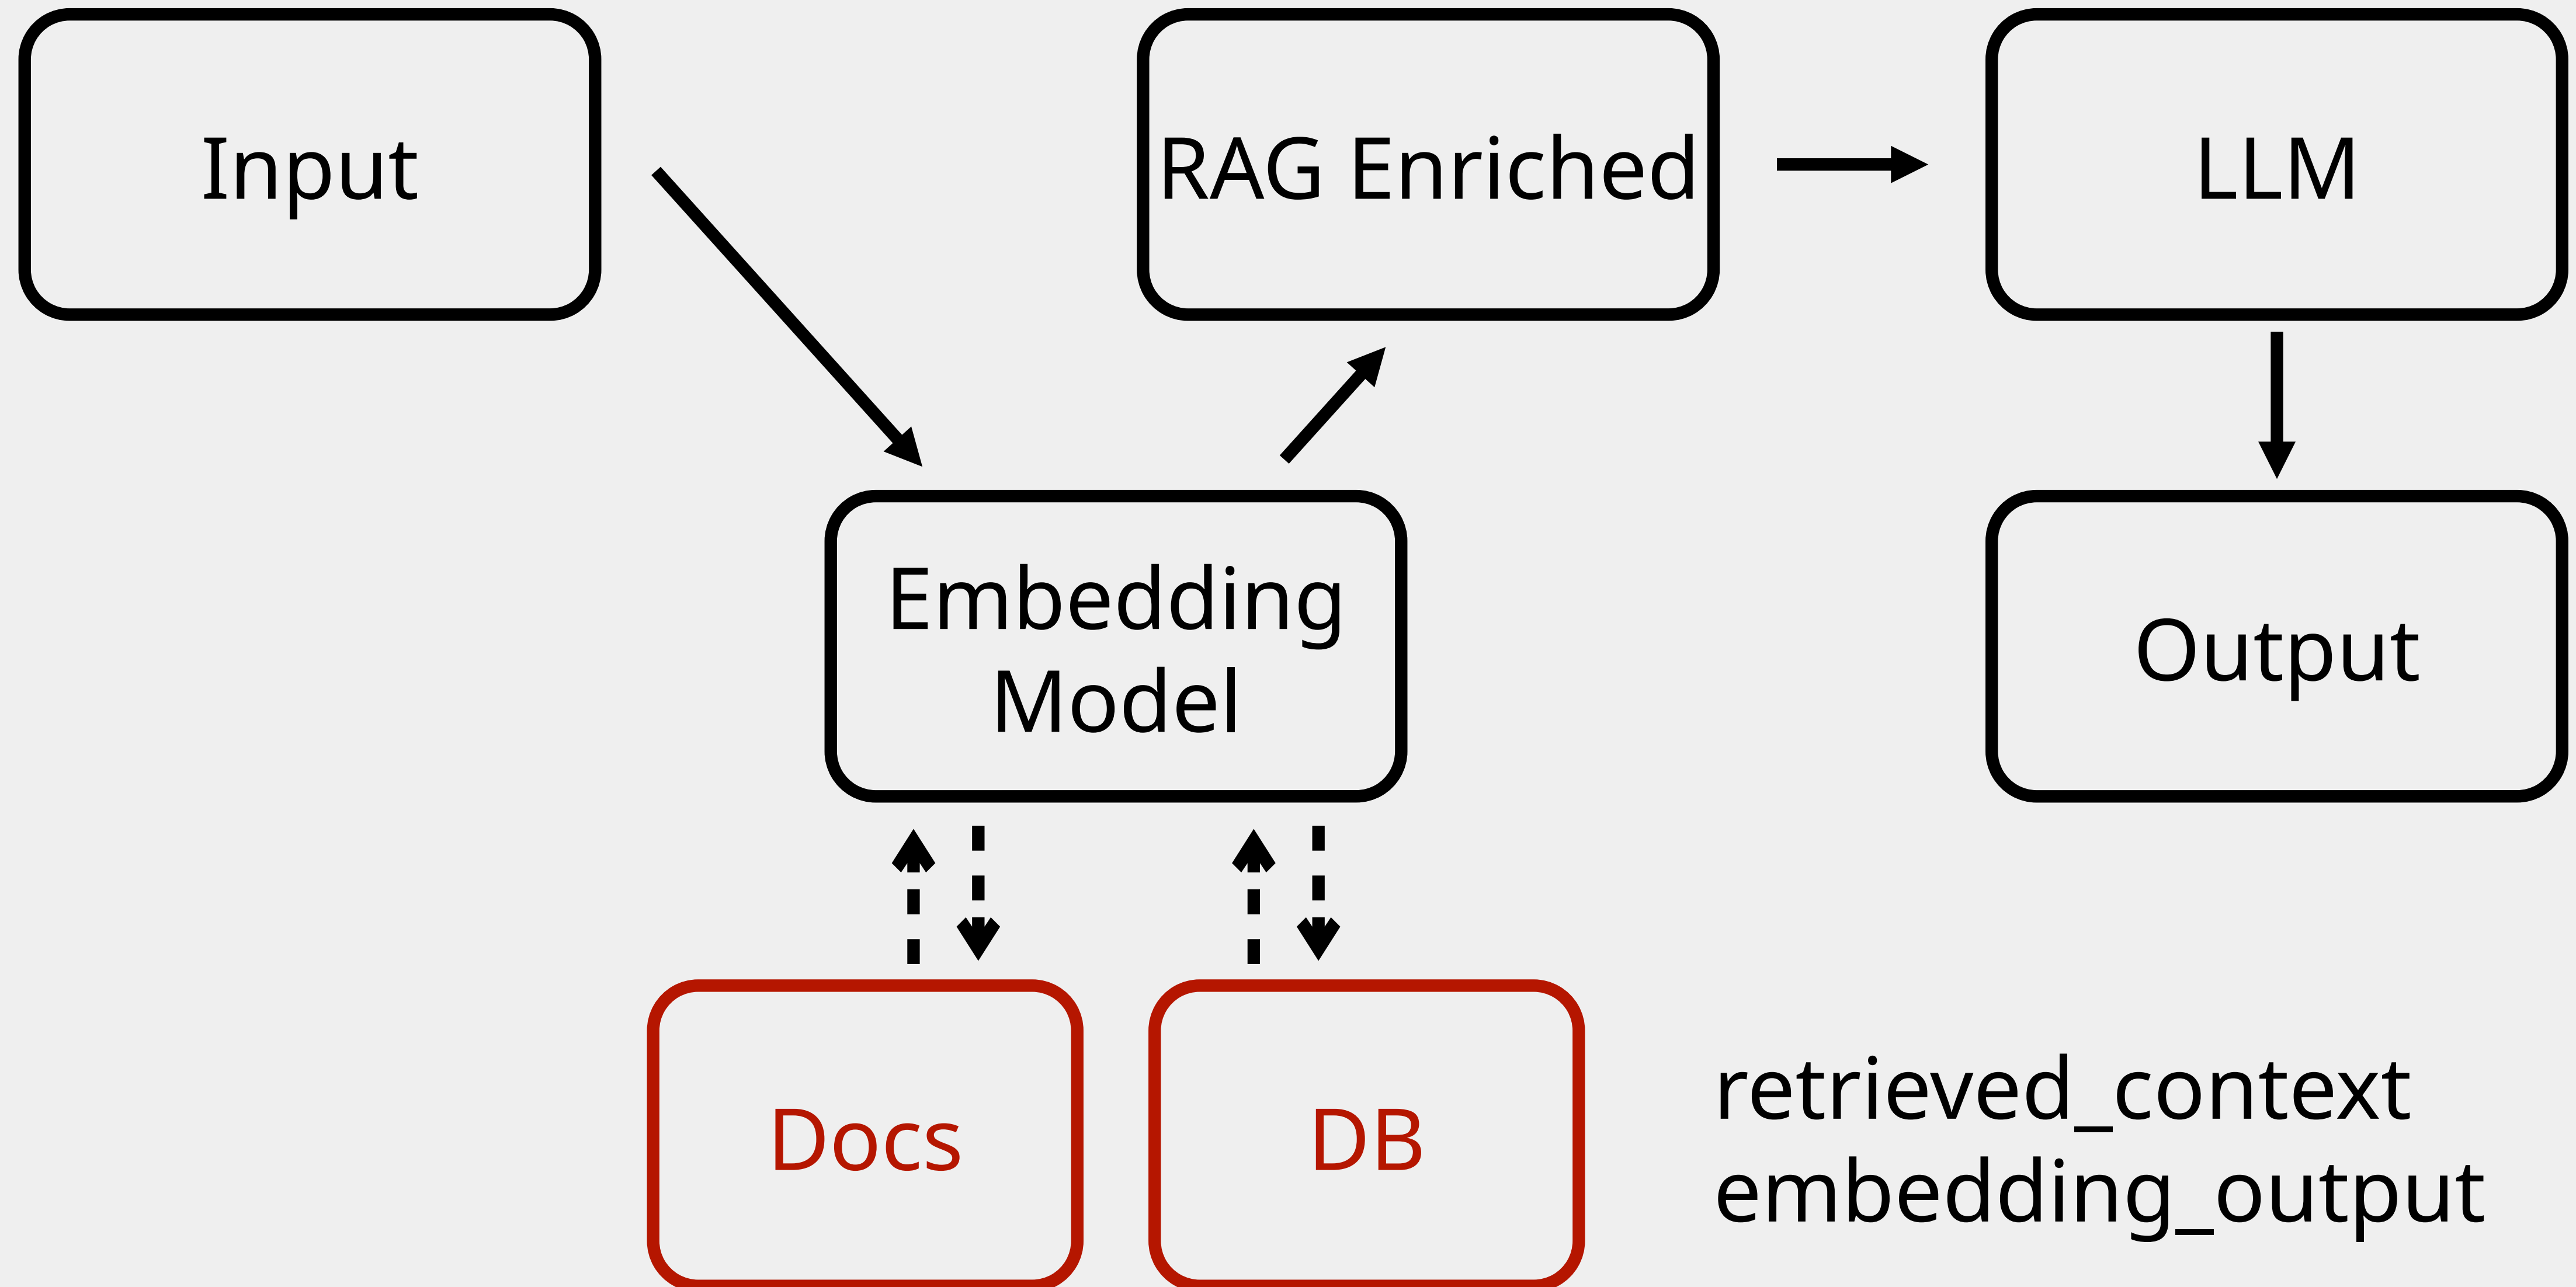 Input
RAG Enriched
LLM
Embedding
Model
Output
Docs
DB
retrieved_context
embedding_output